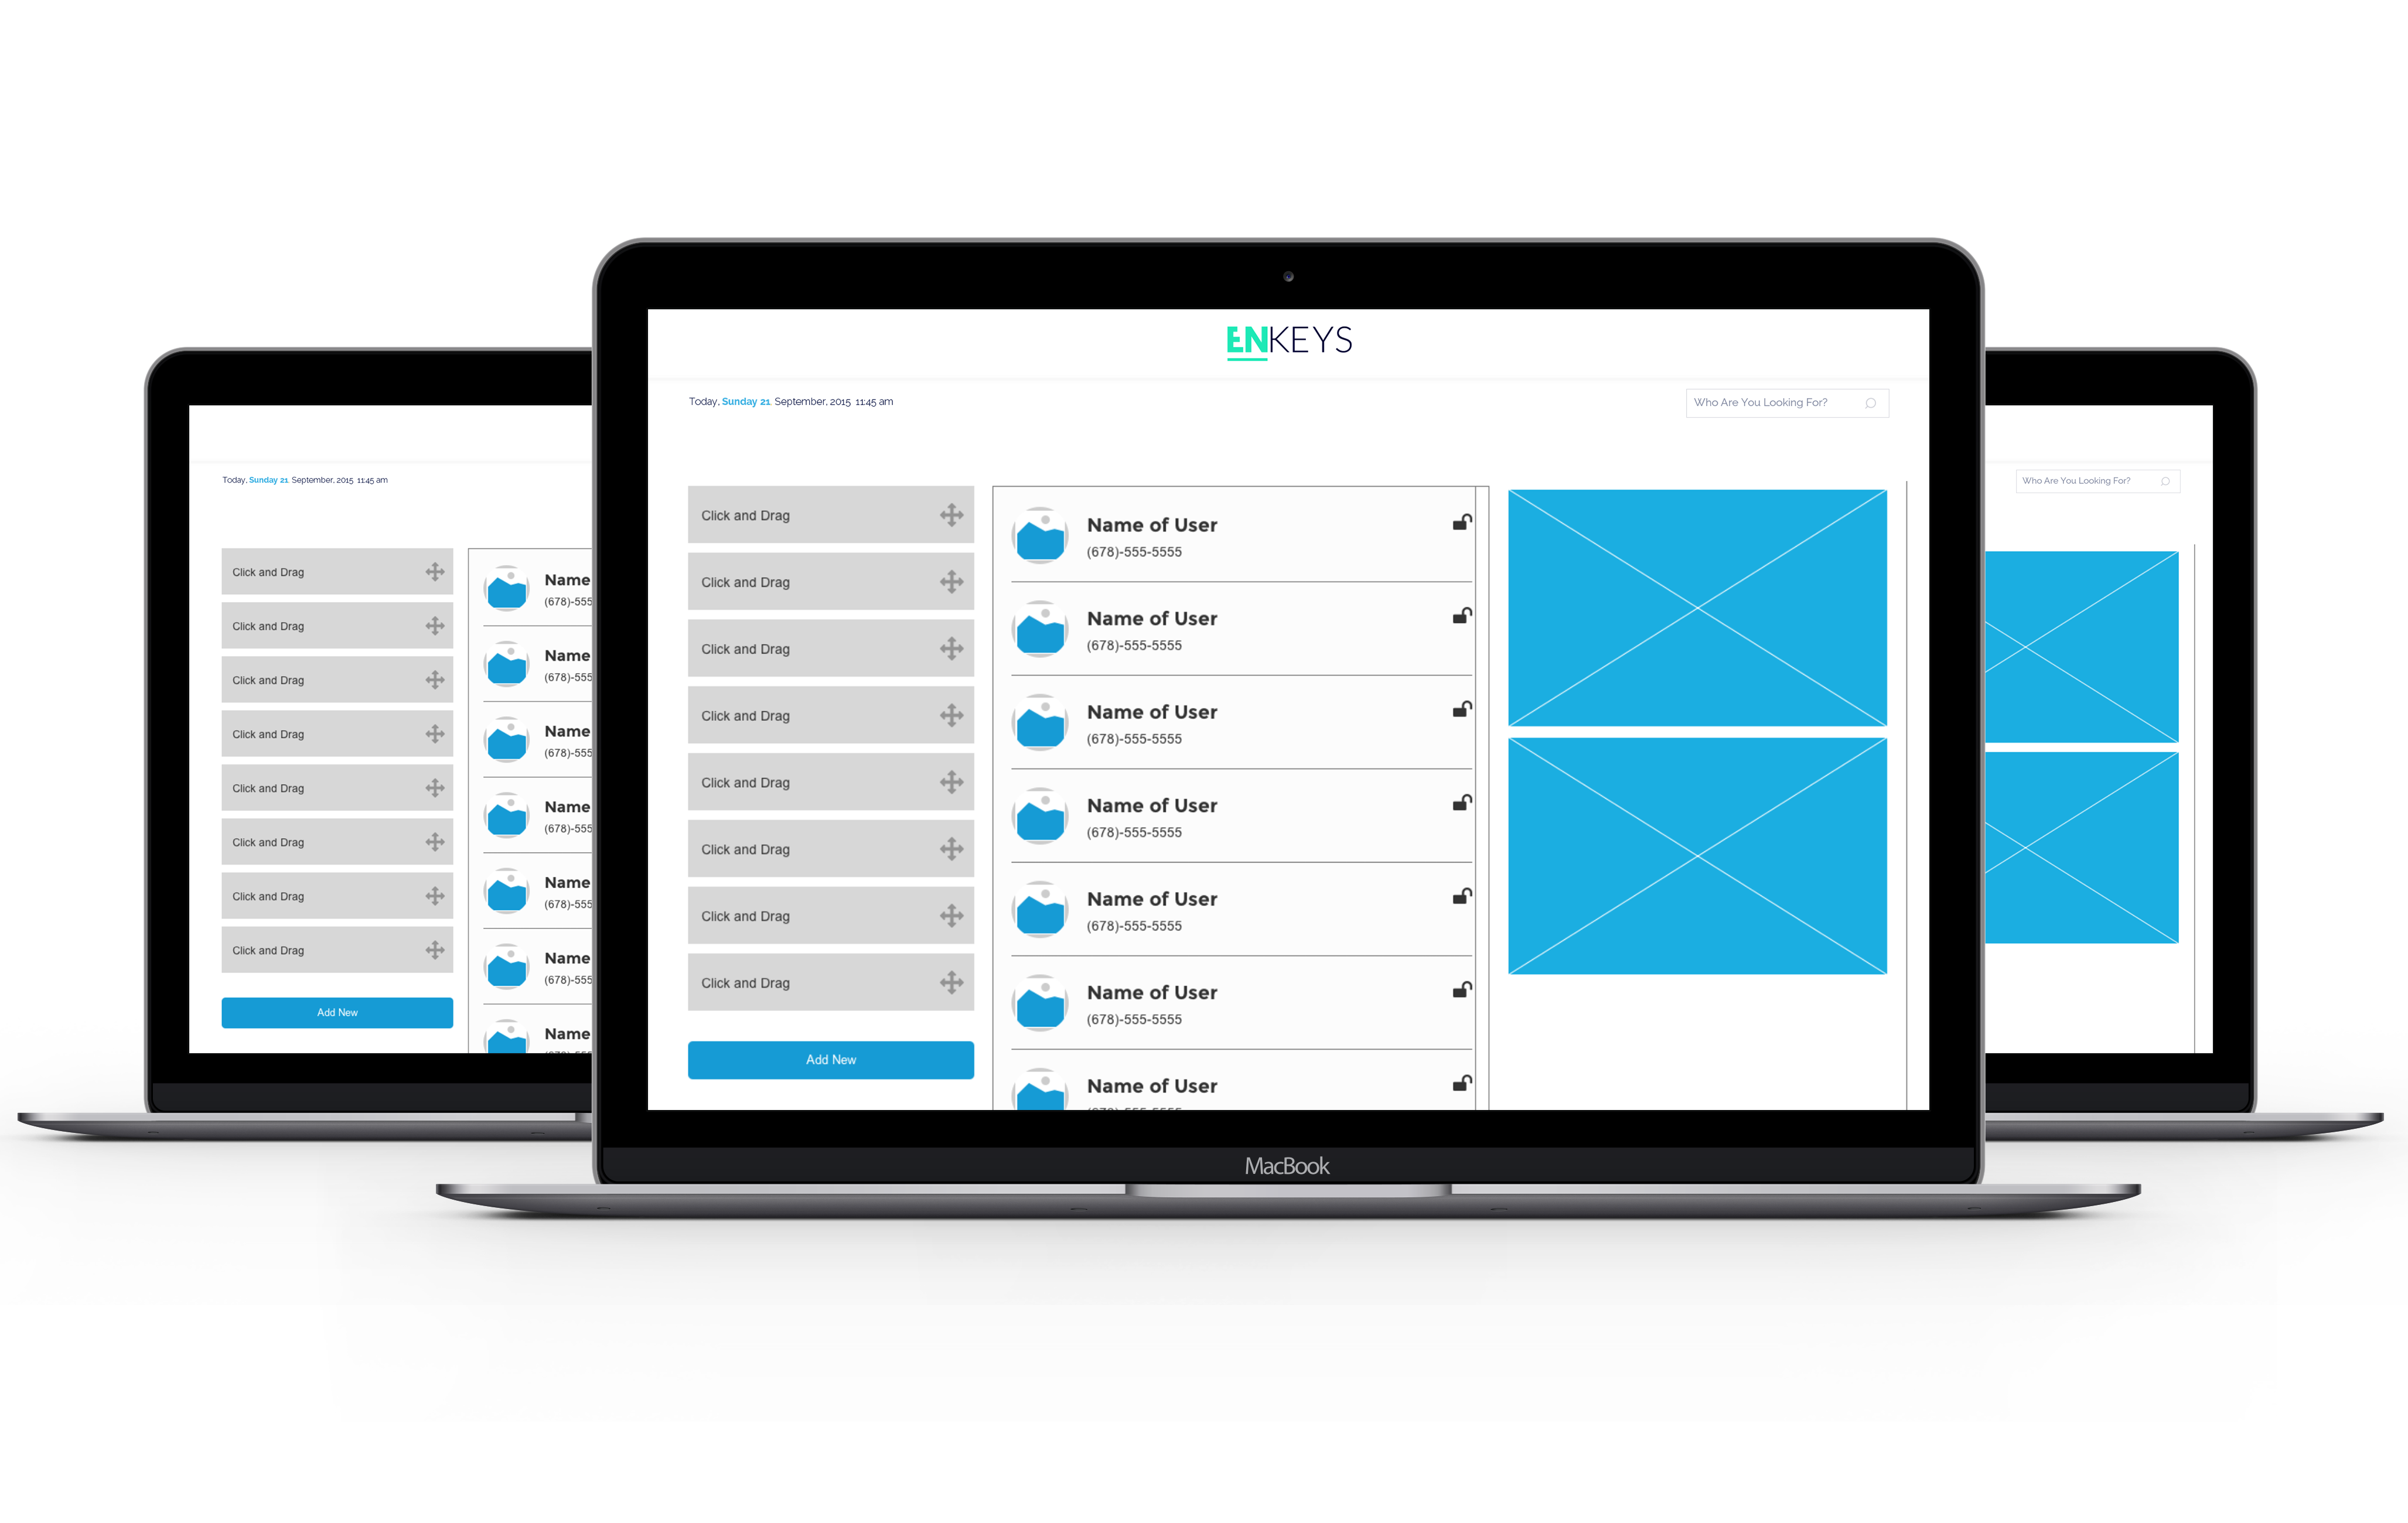 ENKEYS
Today, Sunday 21. September, 2015 11:45 am
Who Are You Looking For?
Click and Drag
Click and Drag
Click and Drag
Click and Drag
Click and Drag
Click and Drag
Click and Drag
Click and Drag
Add New
Name of User
(678)-555-5555
Name of User
(678)-555-5555
Name of User
(678)-555-5555
Name of User
(678)-555-5555
Name of User
(678)-555-5555
Name of User
(678)-555-5555
Name of User
MacBook
Today, Sunday 21. September, 2015 11:45 am
Click and Drag
Click and Drag
Click and Drag
Click and Drag
Click and Drag
Click and Drag
Click and Drag
Click and Drag
Add New
Name
(678)-555
Name
(678)-555
Name
(678)-555
Name
(678)-555
Name
(678)-555
Name
(678)-555
Name
Who Are You Looking For?